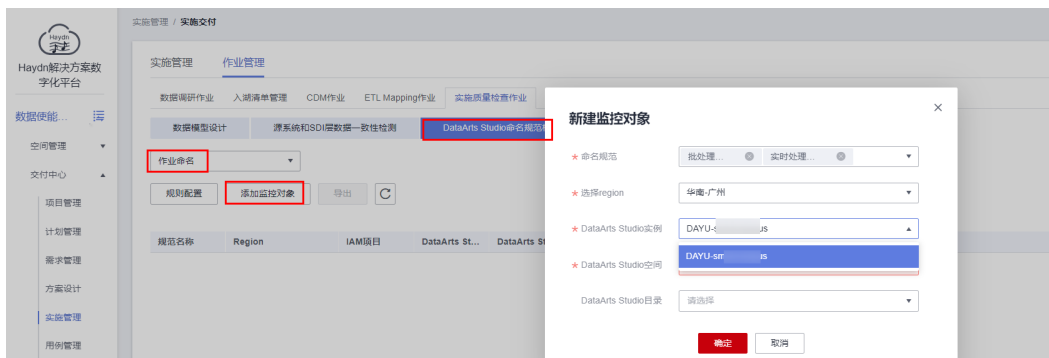 实施管理 / 实施交付
Haydn
Haydn解决方案数
字化平台
数据使能...
空间管理
交付中心
项目管理
计划管理
需求管理
方案设计
实施管理
用例管理
实施管理 作业管理
数据调研作业 入湖清单管理 CDM作业 ETL Mapping作业 实施质量检查作业
数据模型设计 源系统和SDI层数据一致性检测 DataArts Studio命名规范
作业命名
规则配置 添加监控对象 导出
规范名称 Region IAM项目 DataArts St... DataArts St
新建监控对象
* 命名规范 批处理... 实时处理...
* 选择region 华南-广州
* DataArts Studio实例 DAYU-
DAYU-sm
* DataArts Studio空间
DataArts Studio目录 请选择
确定 取消